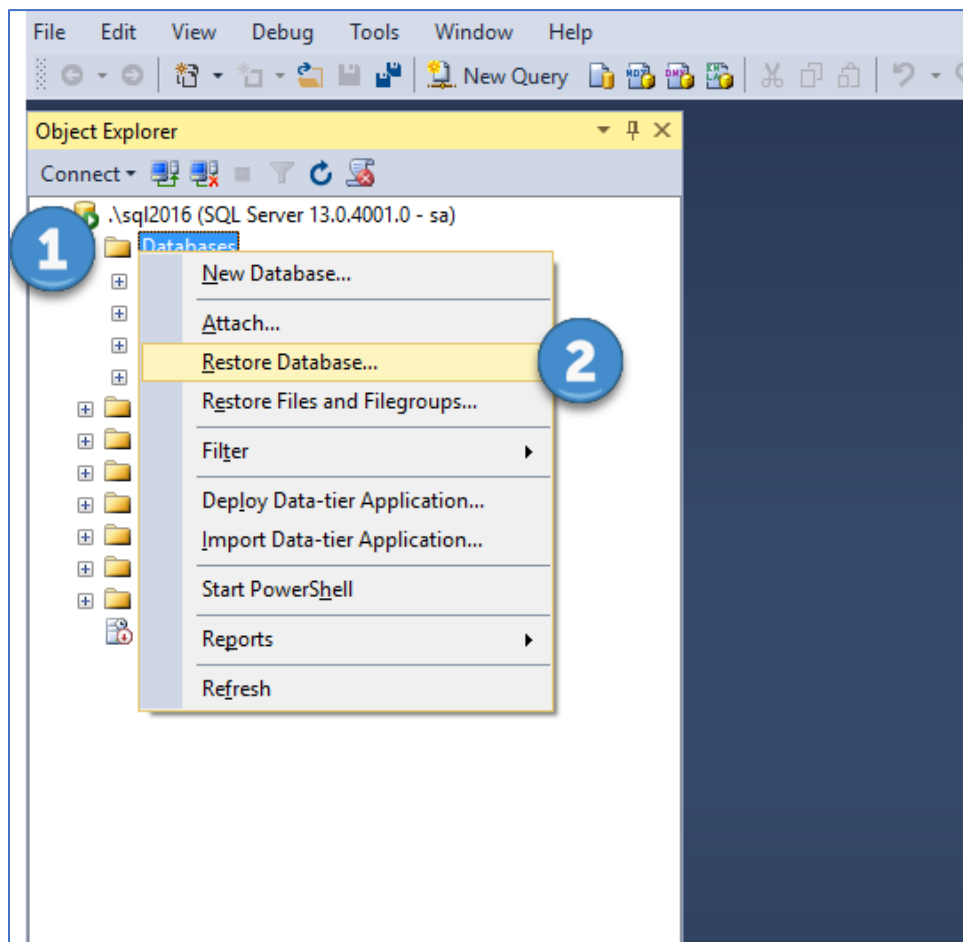 File Edit View Debug Tools Window Help
New Query
Object Explorer
Connect
.\sql2016 (SQL Server 13.0.4001.0 - sa)
1
Databases
New Database...
Attach...
Restore Database...
2
Restore Files and Filegroups...
Filter
Deploy Data-tier Application...
Import Data-tier Application...
Start PowerShell
Reports
Refresh